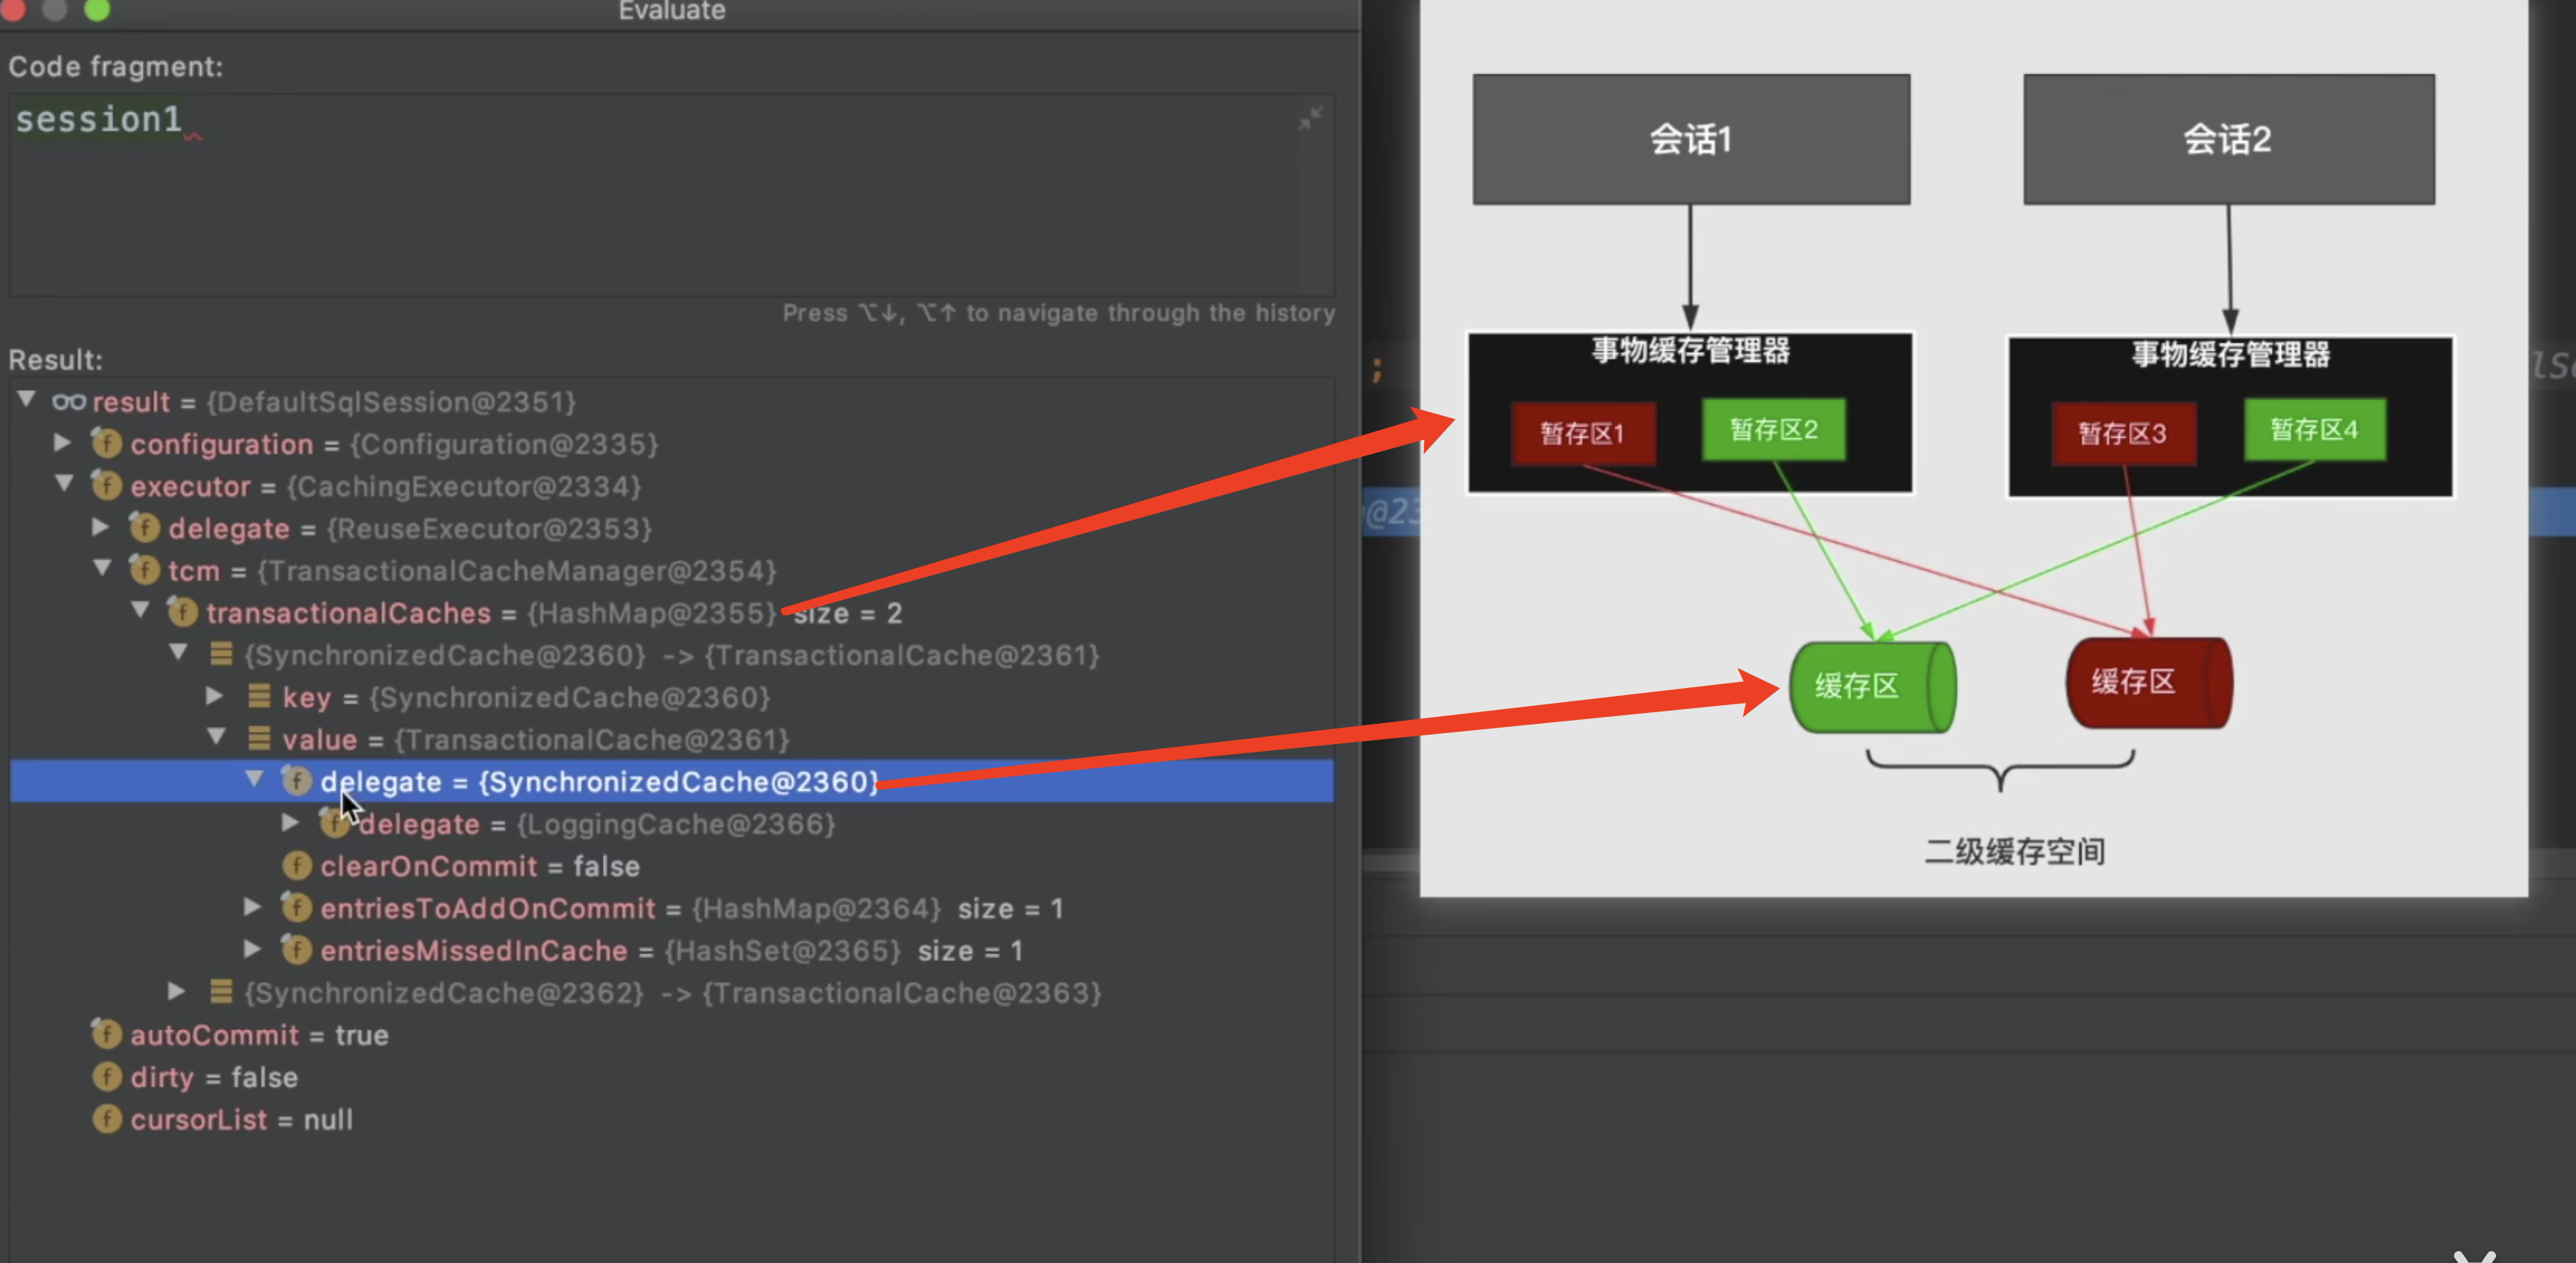 Evaluate
Code fragment:
session1
Press ⌥↓, ⌥↑ to navigate through the history
Result:
result = {DefaultSqlSession@2351}
configuration = {Configuration@2335}
executor = {CachingExecutor@2334}
delegate = {ReuseExecutor@2353}
tcm = {TransactionalCacheManager@2354}
transactionalCaches = {HashMap@2355} size = 2
{SynchronizedCache@2360} -> {TransactionalCache@2361}
key = {SynchronizedCache@2360}
value = {TransactionalCache@2361}
delegate = {SynchronizedCache@2360}
delegate = {LoggingCache@2366}
clearOnCommit = false
entriesToAddOnCommit = {HashMap@2364} size = 1
entriesMissedInCache = {HashSet@2365} size = 1
{SynchronizedCache@2362} -> {TransactionalCache@2363}
autoCommit = true
dirty = false
cursorList = null
;
@23
lS
会话1
会话2
事物缓存管理器
事物缓存管理器
暂存区1
暂存区2
暂存区3
暂存区4
缓存区
缓存区
二级缓存空间